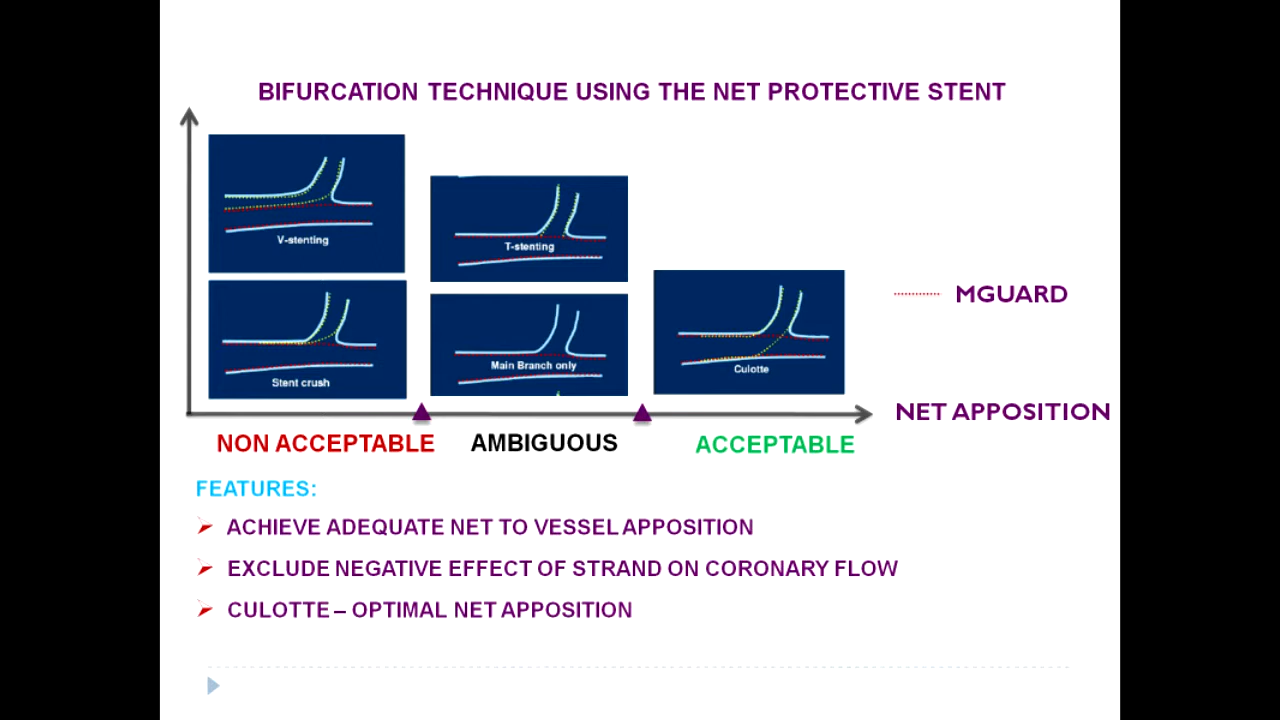 BIFURCATION TECHNIQUE USING THE NET PROTECTIVE STENT
V-stenting
T-stenting
Stent crush
Main Branch only
Culotte
MGUARD
NET APPOSITION
NON ACCEPTABLE
AMBIGUOUS
ACCEPTABLE
FEATURES:
ACHIEVE ADEQUATE NET TO VESSEL APPOSITION
EXCLUDE NEGATIVE EFFECT OF STRAND ON CORONARY FLOW
CULOTTE – OPTIMAL NET APPOSITION